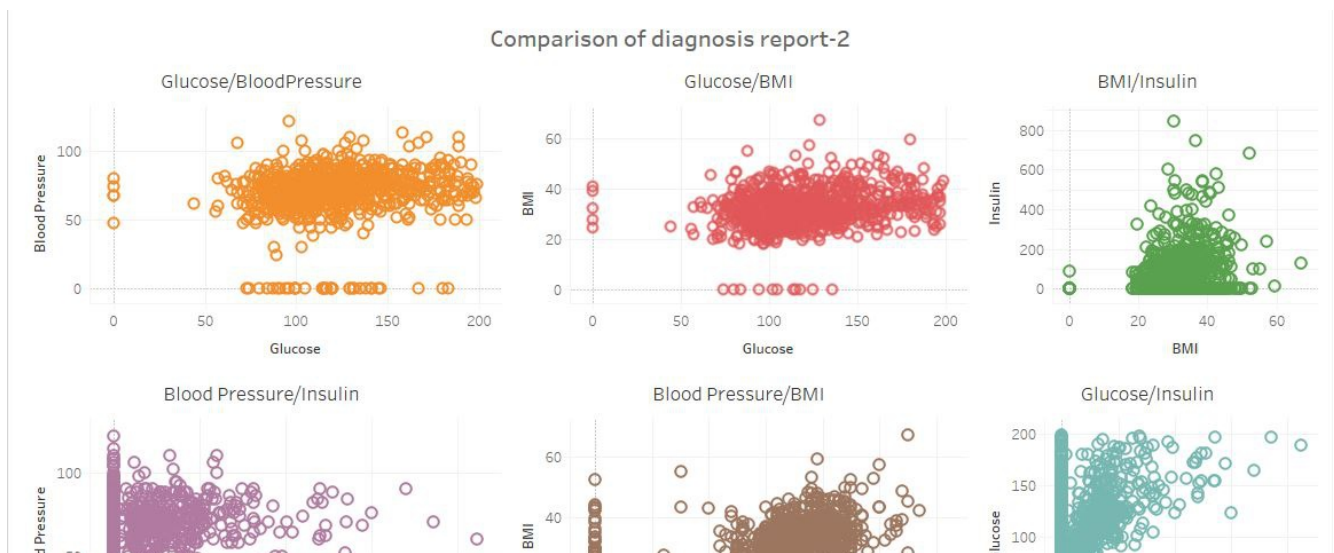 Comparison of diagnosis report-2
Glucose/BloodPressure
100
50
0
Blood Pressure
0 50 100 150 200
Glucose
Glucose/BMI
60
40
20
0
BMI
0 50 100 150 200
Glucose
BMI/Insulin
800
600
400
200
0
Insulin
0 20 40 60
BMI
Blood Pressure/Insulin
100
Pressure
Blood Pressure/BMI
60
40
BMI
Glucose/Insulin
200
150
100